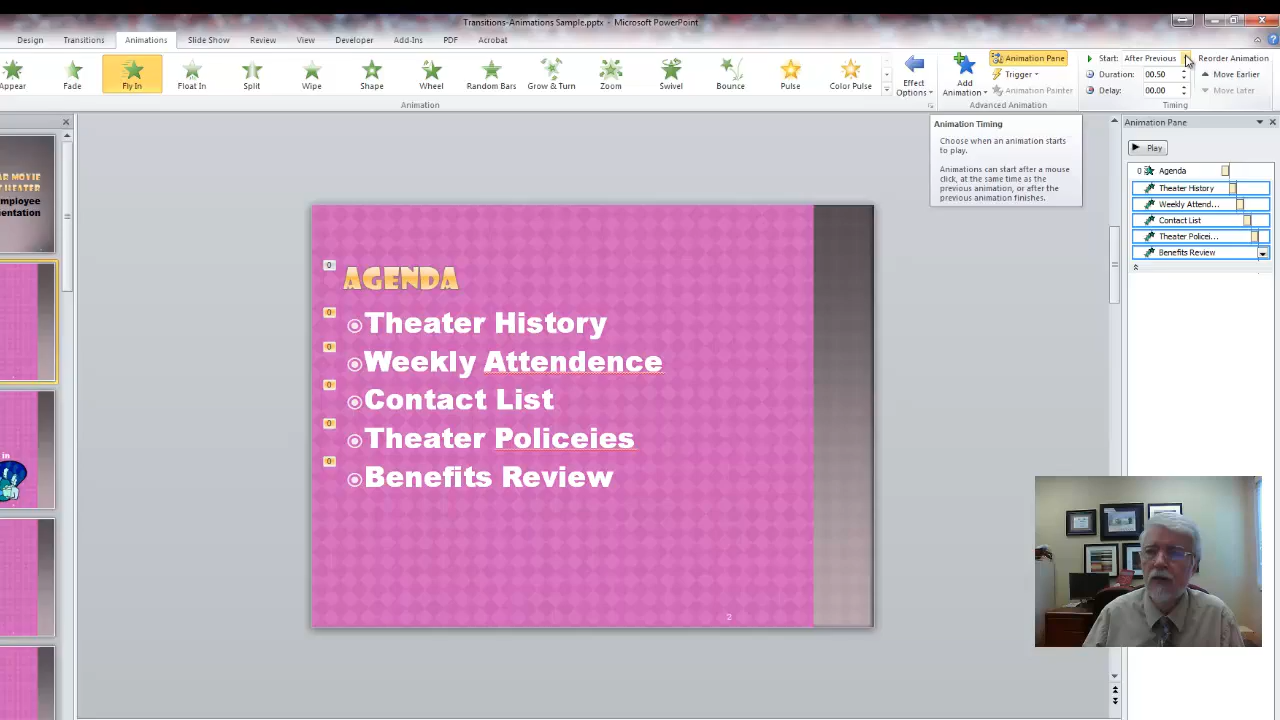 Transitions-Animations Sample.pptx - Microsoft PowerPoint
Design Transitions Animations Slide Show Review View Developer Add-Ins PDF Acrobat
Appear Fade Fly In Float In Split Wipe Shape Wheel Random Bars Grow & Turn Zoom Swivel Bounce Pulse Color Pulse
Animation
Effect
Options
Add
Animation
Animation Pane
Trigger
Animation Painter
Advanced Animation
Start: After Previous
Duration: 00.50
Delay: 00.00
Timing
Reorder Animation
Move Earlier
Move Later
Animation Timing
Choose when an animation starts
to play.
Animations can start after a mouse
click, at the same time as the
previous animation, or after the
previous animation finishes.
Animation Pane
Play
0 Agenda
Theater History
Weekly Attend...
Contact List
Theater Policei...
Benefits Review
0
AGENDA
0
Theater History
0
Weekly Attendence
0
Contact List
0
Theater Policeies
0
Benefits Review
2
MOVIE
in